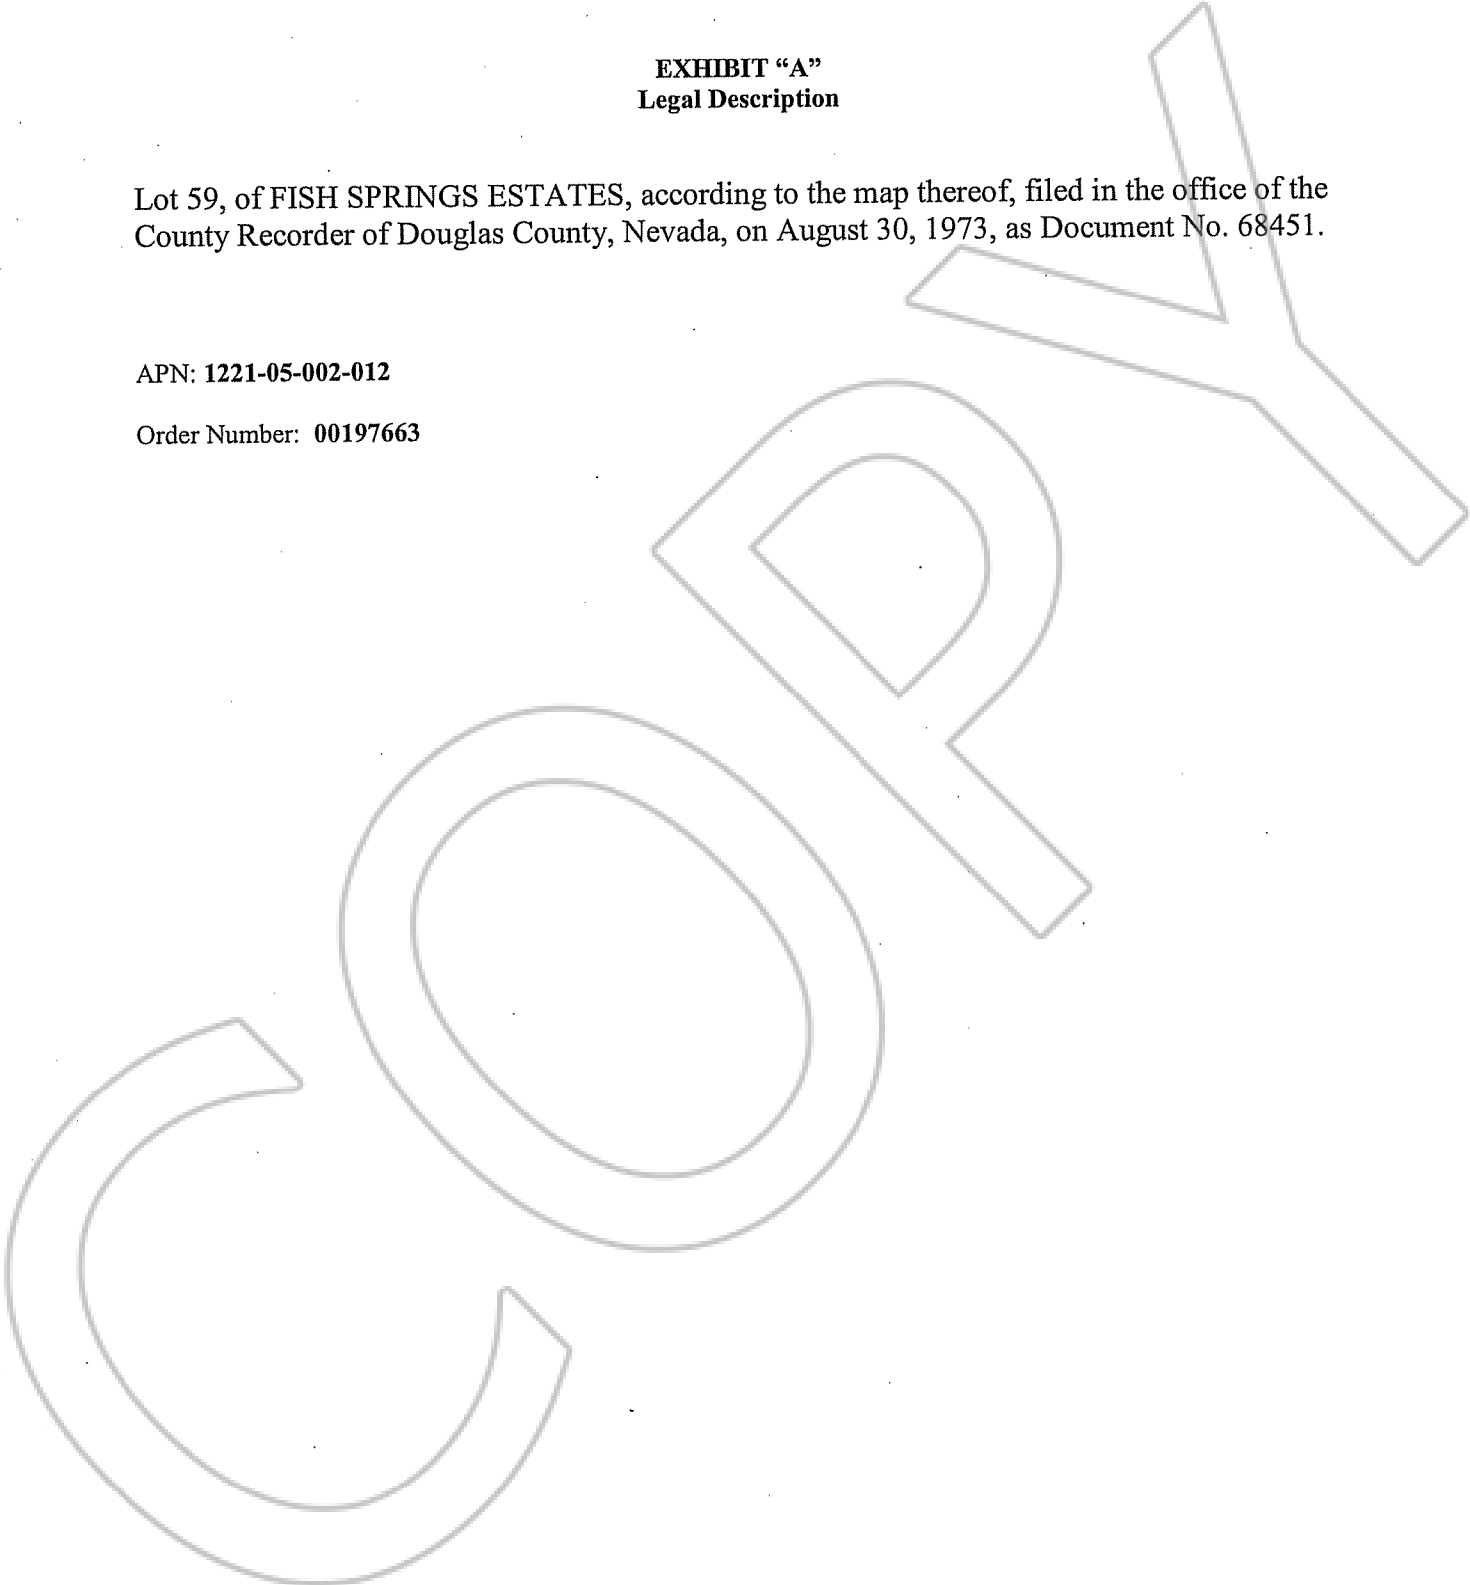 EXHIBIT “A”
Legal Description
Lot 59, of FISH SPRINGS ESTATES, according to the map thereof, filed in the office of the
County Recorder of Douglas County, Nevada, on August 30, 1973, as Document No. 68451.
APN: 1221-05-002-012
Order Number: 00197663
COPY